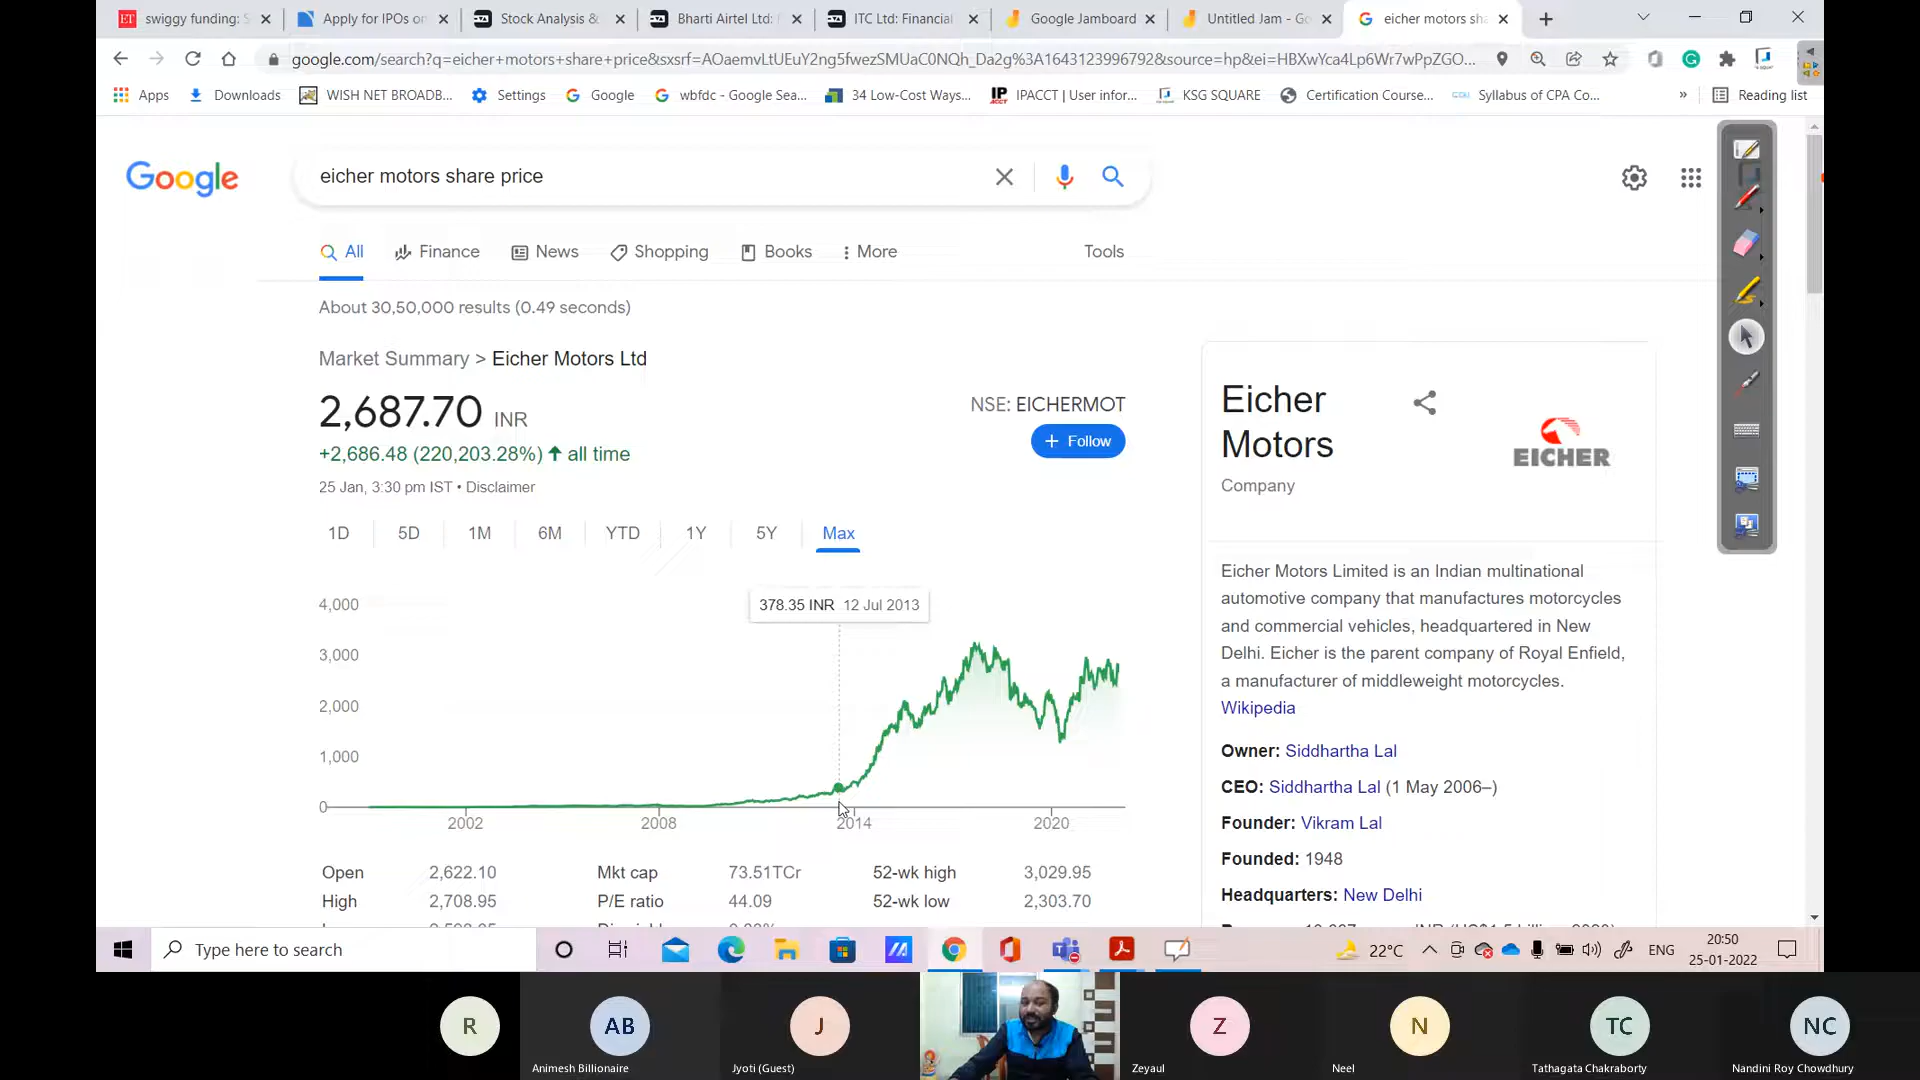 swiggy funding: S
Apply for IPOs on
Stock Analysis &
Bharti Airtel Ltd:
ITC Ltd: Financial
Google Jamboard
Untitled Jam - Go
eicher motors sha
google.com/search?q=eicher+motors+share+price&sxsrf=AOaemvLtUEuY2ng5fwezSMUaC0NQh_Da2g%3A1643123996792&source=hp&ei=HBXwYca4Lp6Wr7wPpZGO...
Apps
Downloads
WISH NET BROADB...
Settings
Google
wbfdc - Google Sea...
34 Low-Cost Ways...
IPACCT | User infor...
KSG SQUARE
Certification Course...
Syllabus of CPA Co...
»
Reading list
Google
eicher motors share price
All
Finance
News
Shopping
Books
More
Tools
About 30,50,000 results (0.49 seconds)
Market Summary > Eicher Motors Ltd
2,687.70 INR
+2,686.48 (220,203.28%) ↑ all time
25 Jan, 3:30 pm IST • Disclaimer
NSE: EICHERMOT
+ Follow
1D
5D
1M
6M
YTD
1Y
5Y
Max
378.35 INR 12 Jul 2013
4,000
3,000
2,000
1,000
0
2002
2008
2014
2020
Open 2,622.10
Mkt cap 73.51TCr
52-wk high 3,029.95
High 2,708.95
P/E ratio 44.09
52-wk low 2,303.70
Eicher
Motors
Company
EICHER
Eicher Motors Limited is an Indian multinational
automotive company that manufactures motorcycles
and commercial vehicles, headquartered in New
Delhi. Eicher is the parent company of Royal Enfield,
a manufacturer of middleweight motorcycles.
Wikipedia
Owner: Siddhartha Lal
CEO: Siddhartha Lal (1 May 2006–)
Founder: Vikram Lal
Founded: 1948
Headquarters: New Delhi
Type here to search
22°C
ENG
20:50
25-01-2022
R
AB
Animesh Billionaire
J
Jyoti (Guest)
Z
Zeyaul
N
Neel
TC
Tathagata Chakraborty
NC
Nandini Roy Chowdhury